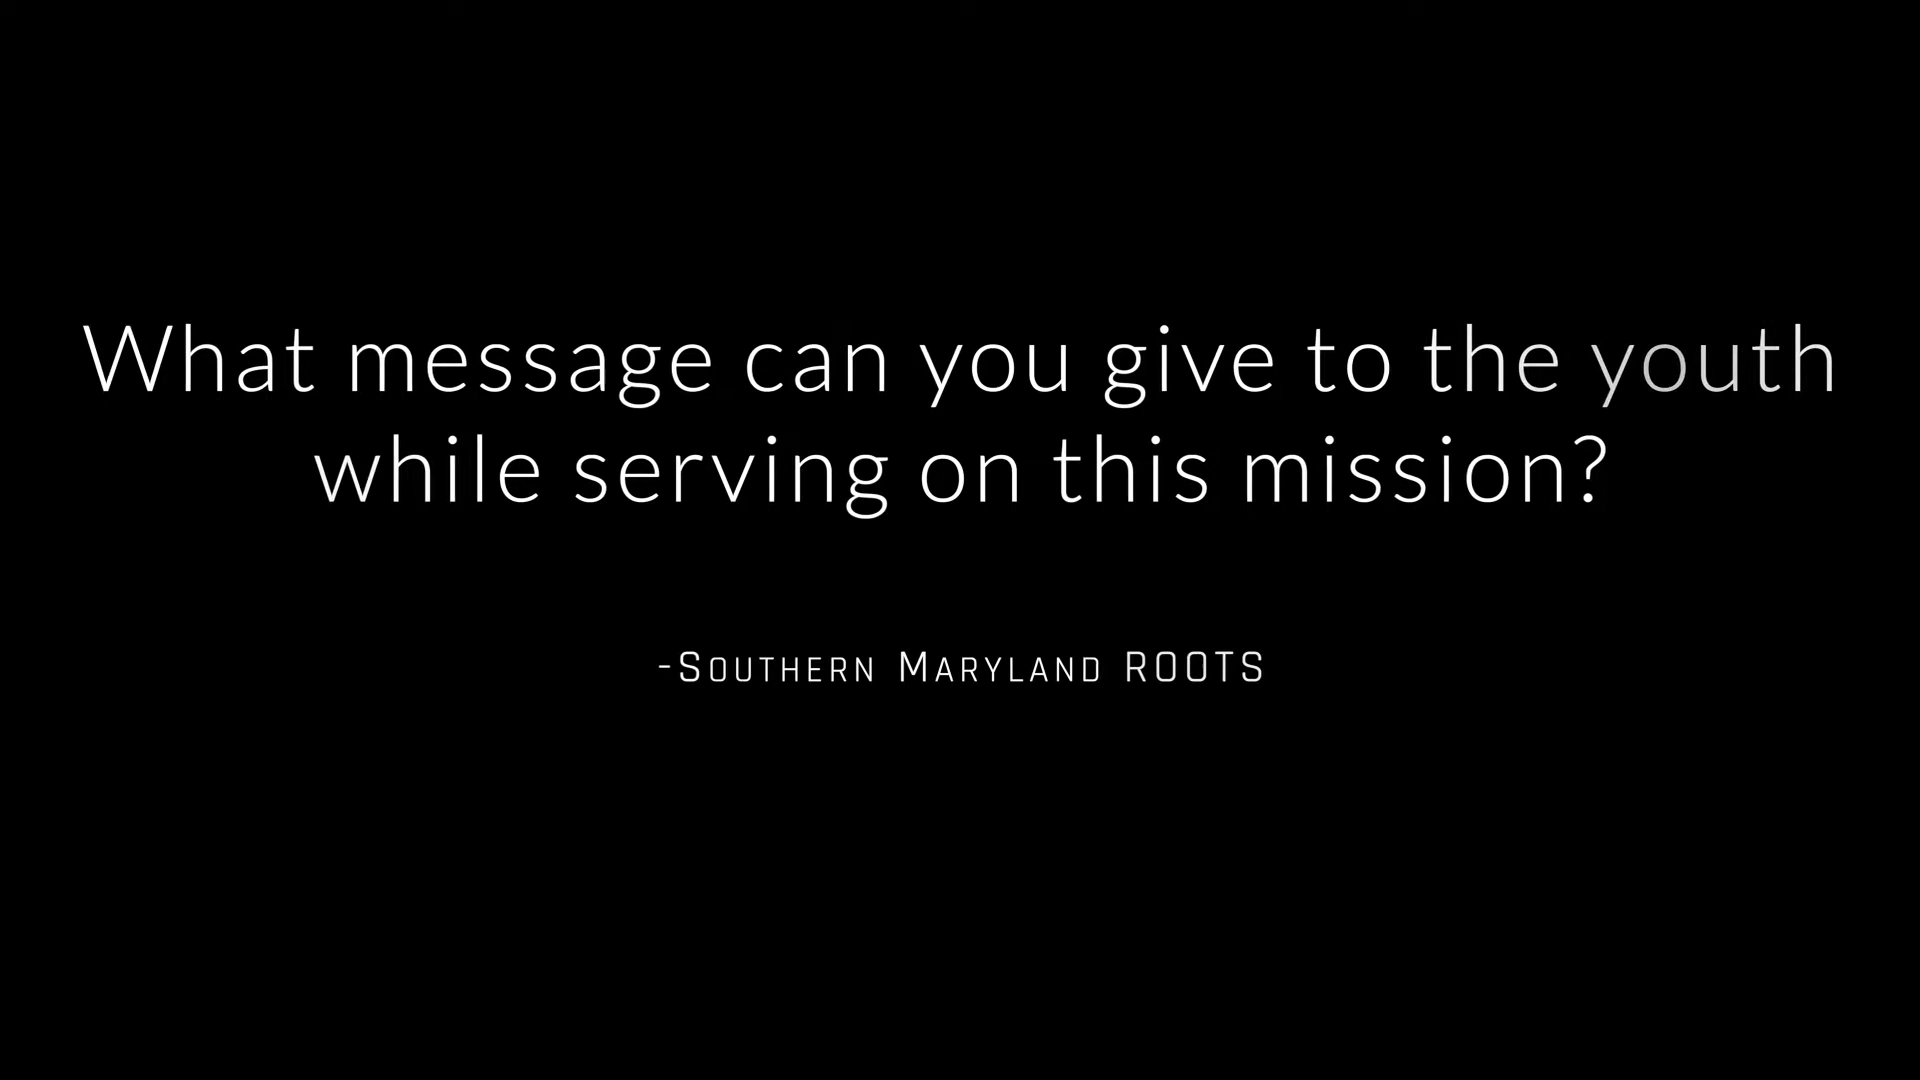 What message can you give to the youth
while serving on this mission?
-Southern Maryland ROOTS